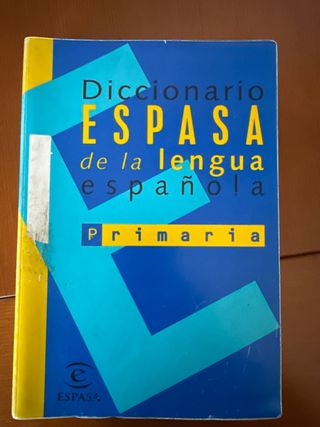 Diccionario
ESPASA
de la lengua
española
Primaria
e
ESPASA